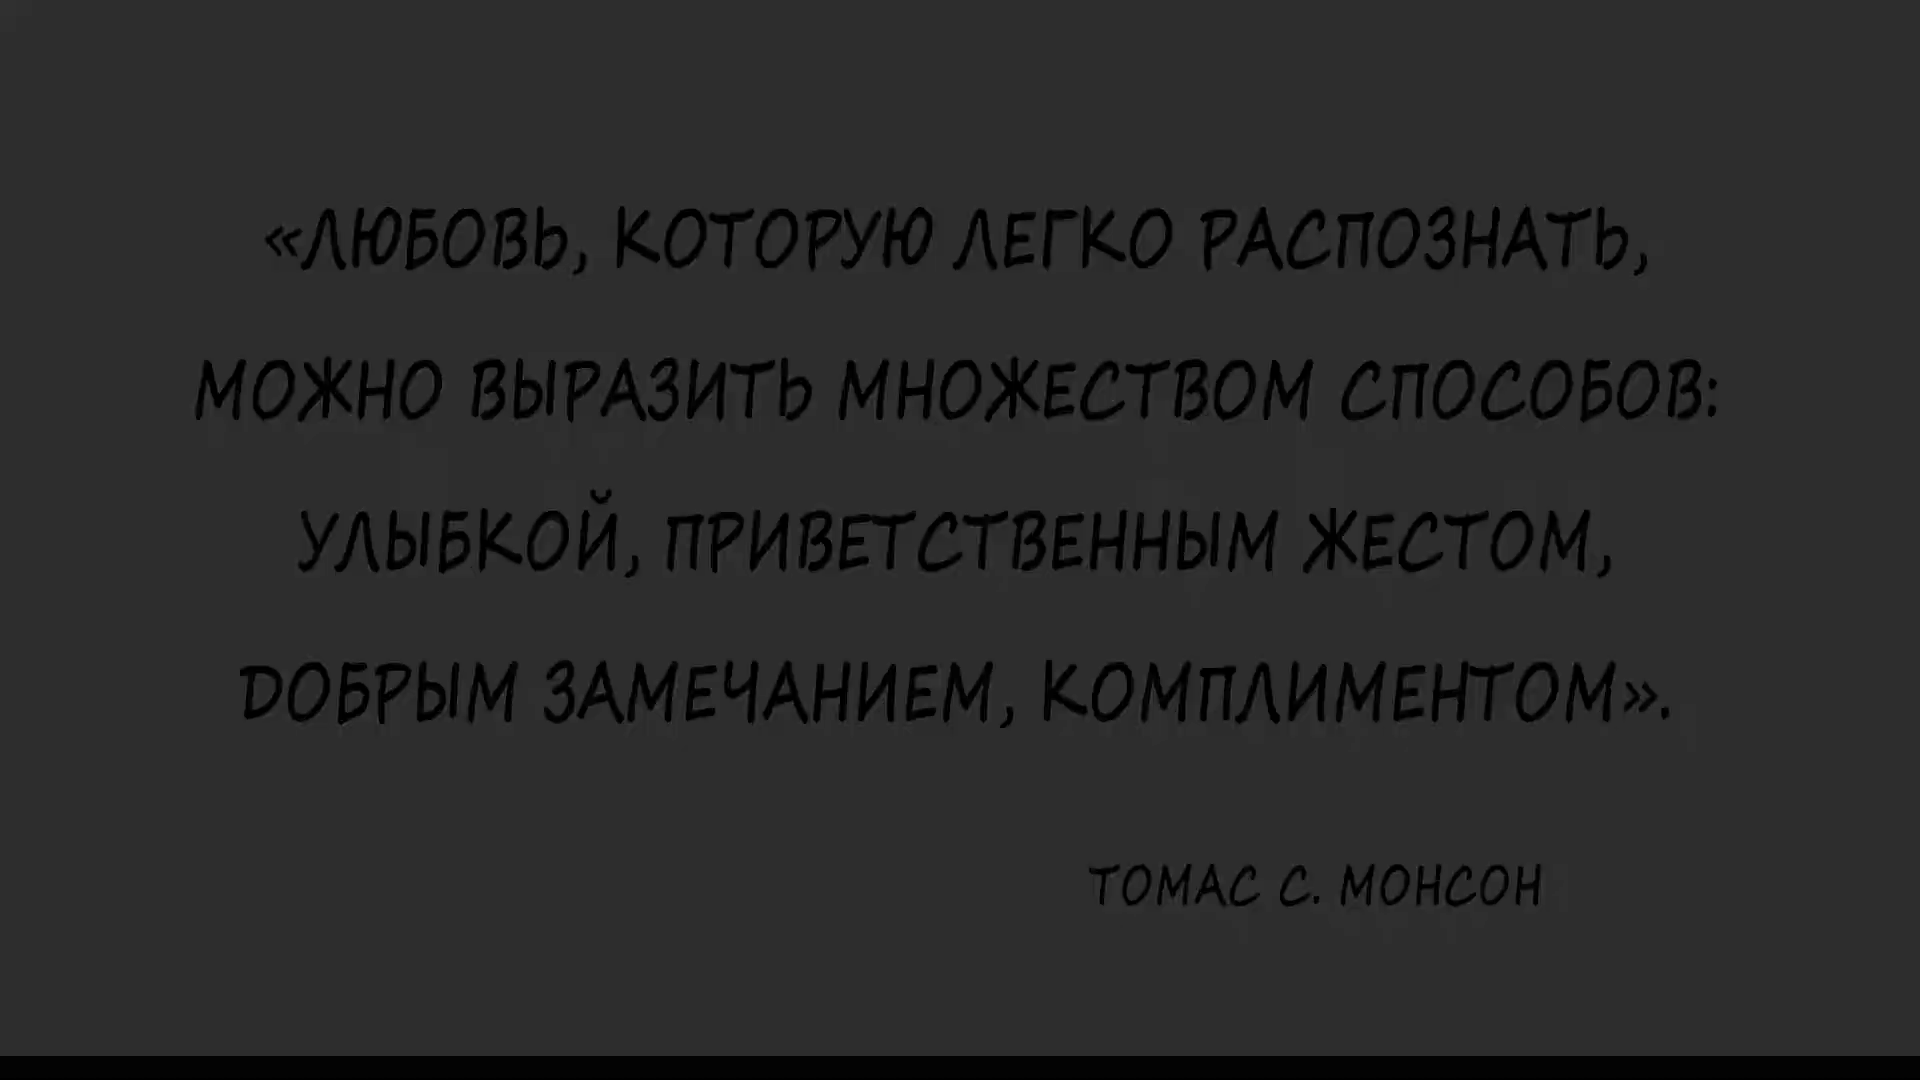 «ЛЮБОВЬ, КОТОРУЮ ЛЕГКО РАСПОЗНАТЬ,
МОЖНО ВЫРАЗИТЬ МНОЖЕСТВОМ СПОСОБОВ:
УЛЫБКОЙ, ПРИВЕТСТВЕННЫМ ЖЕСТОМ,
ДОБРЫМ ЗАМЕЧАНИЕМ, КОМПЛИМЕНТОМ».
ТОМАС С. МОНСОН